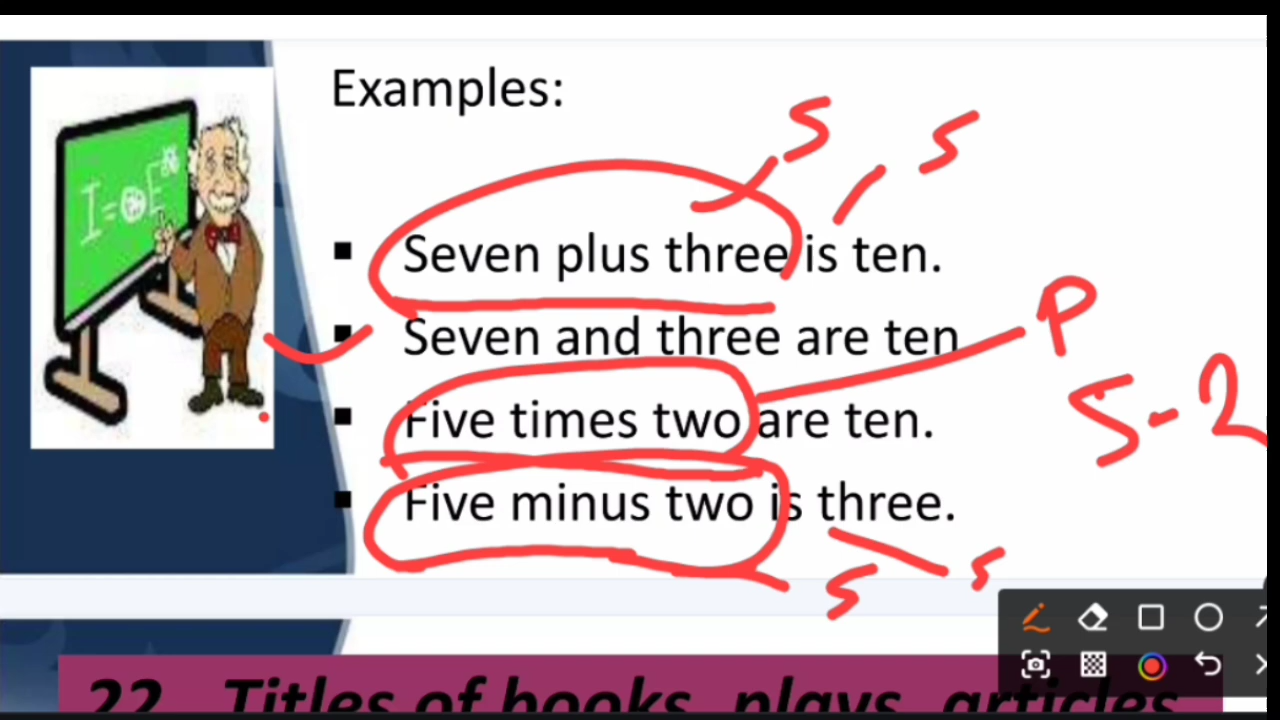 Examples:
S , S
Seven plus three is ten.
Seven and three are ten
P
Five times two are ten.
5 - 2
Five minus two is three.
S S
22. Titles of books, plays, articles